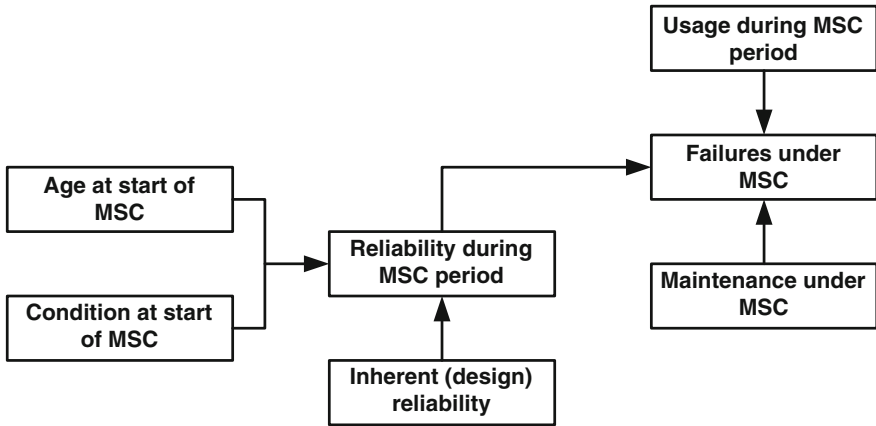 Usage during MSC
period
Failures under
MSC
Age at start of
MSC
Reliability during
MSC period
Maintenance under
MSC
Condition at start
of MSC
Inherent (design)
reliability